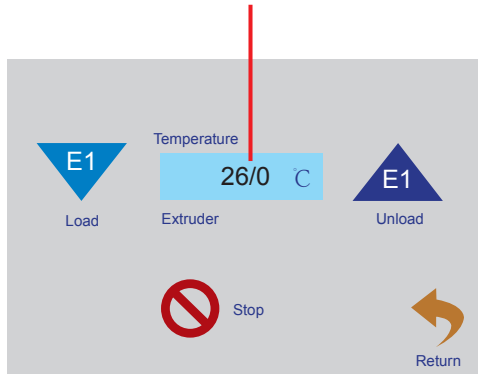 Temperature
E1
26/0 ℃
E1
Load
Extruder
Unload
Stop
Return